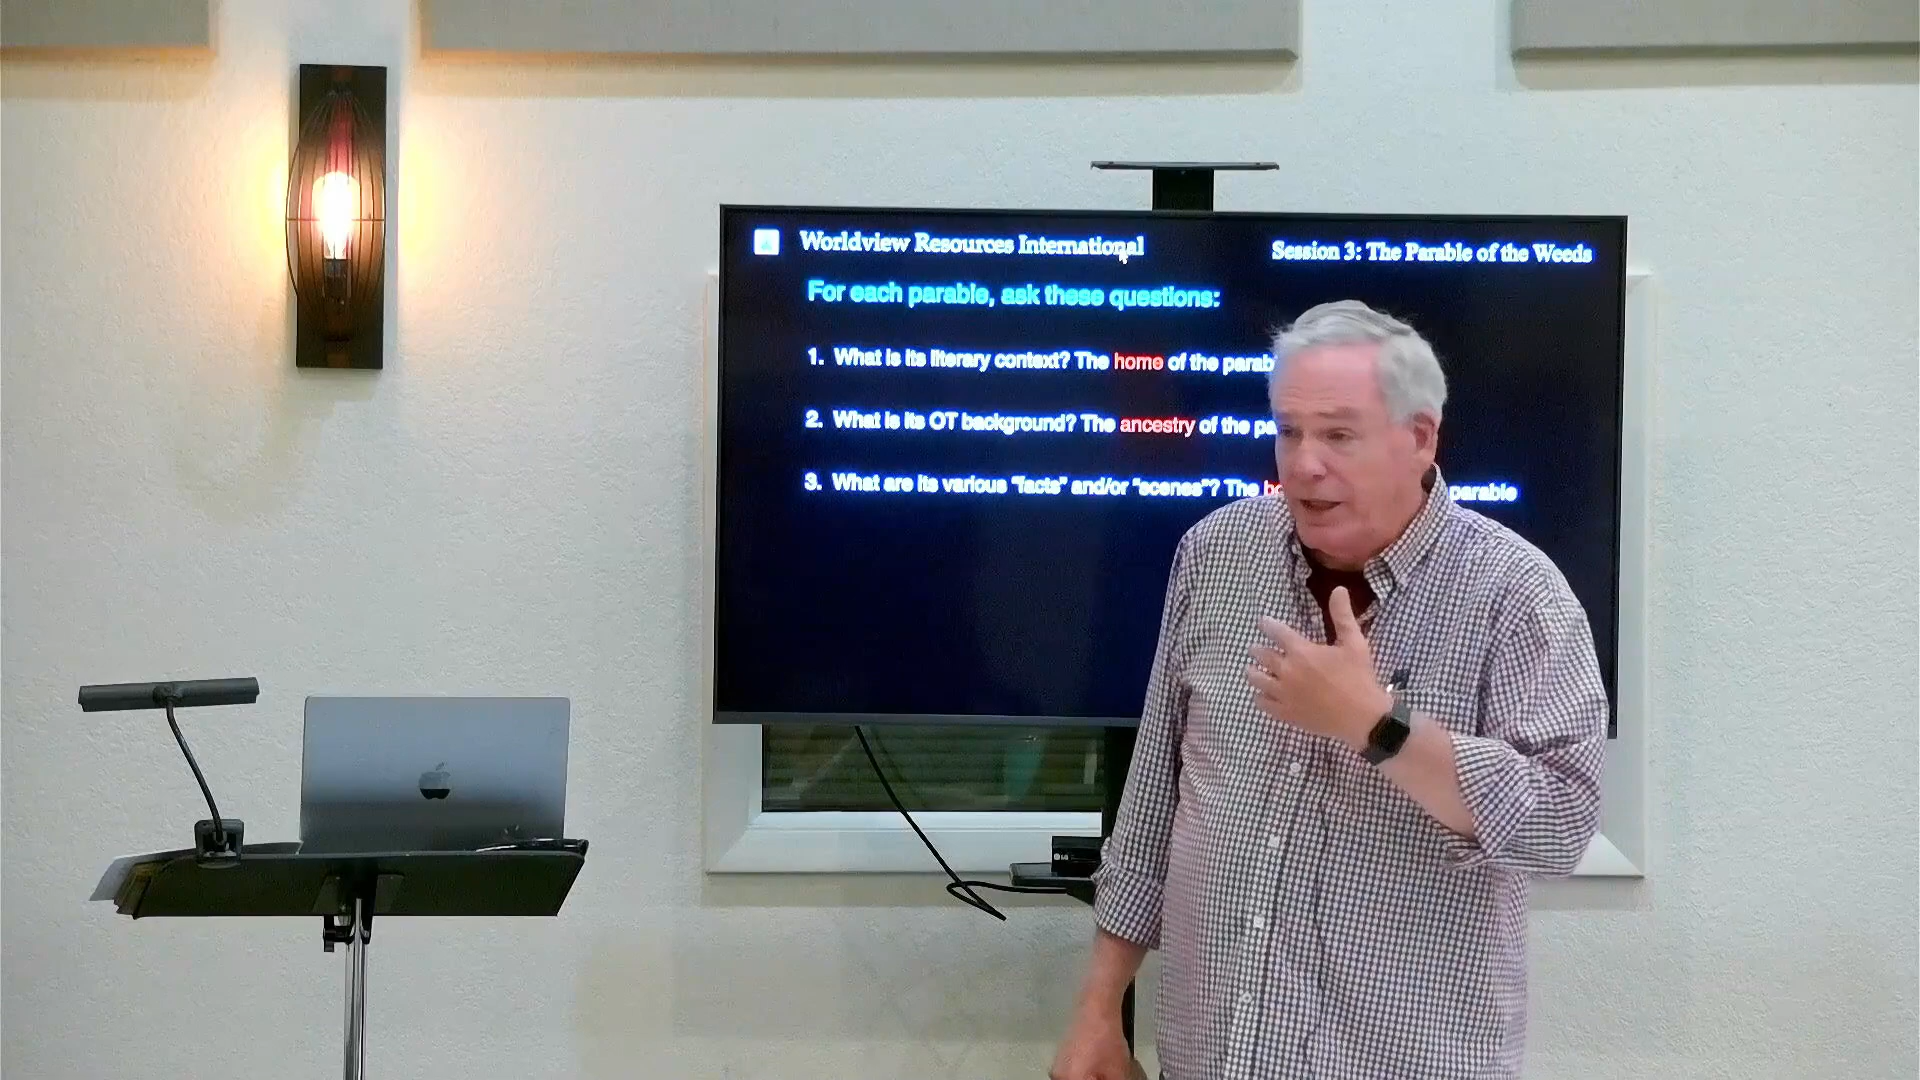 Worldview Resources International
Session 3: The Parable of the Weeds
For each parable, ask these questions:
1. What is its literary context? The home of the
2. What is its OT background? The ancestry of the
3. What are its various "facts" and/or "scenes"? The parable
LG